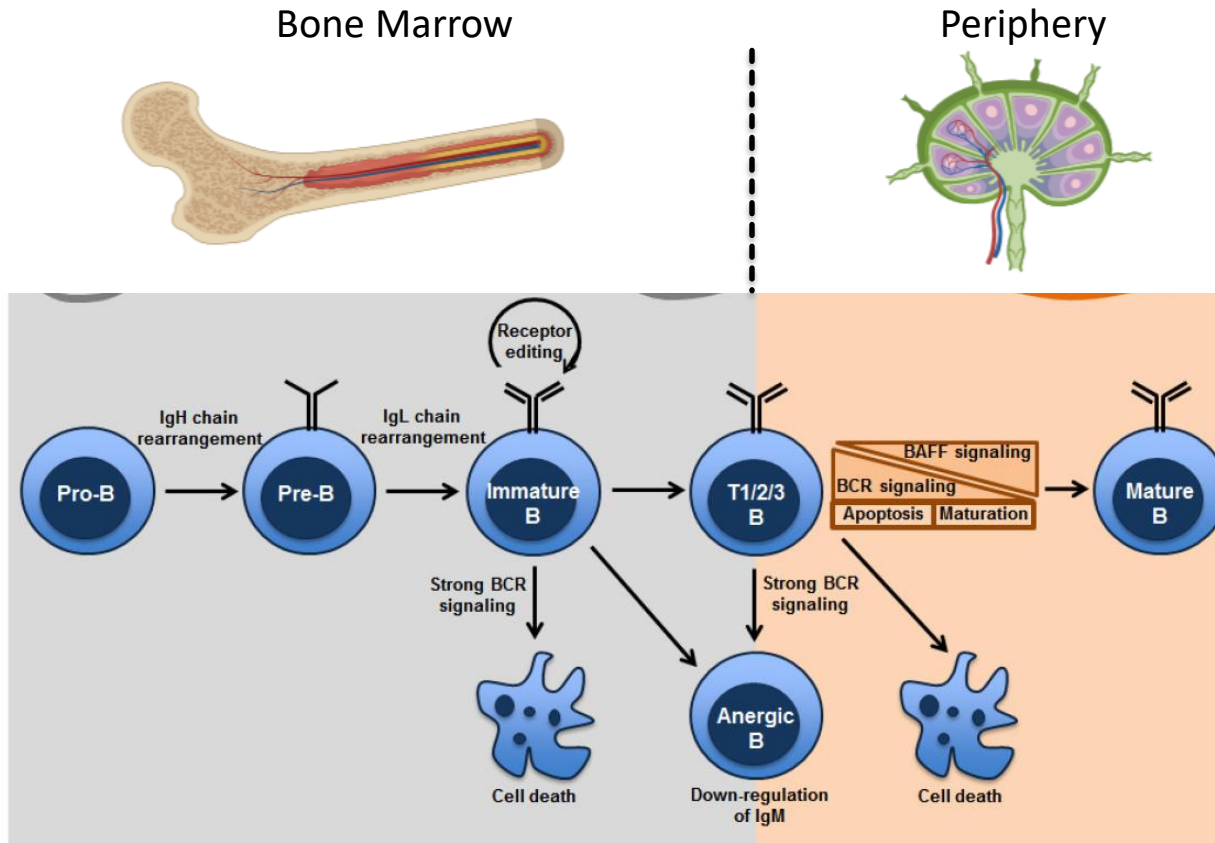 Bone Marrow
Periphery
Receptor
editing
IgH chain
rearrangement
IgL chain
rearrangement
BAFF signaling
BCR signaling
Apoptosis
Maturation
Pro-B
Pre-B
Immature
B
T1/2/3
B
Mature
B
Strong BCR
signaling
Strong BCR
signaling
Anergic
B
Cell death
Down-regulation
of IgM
Cell death